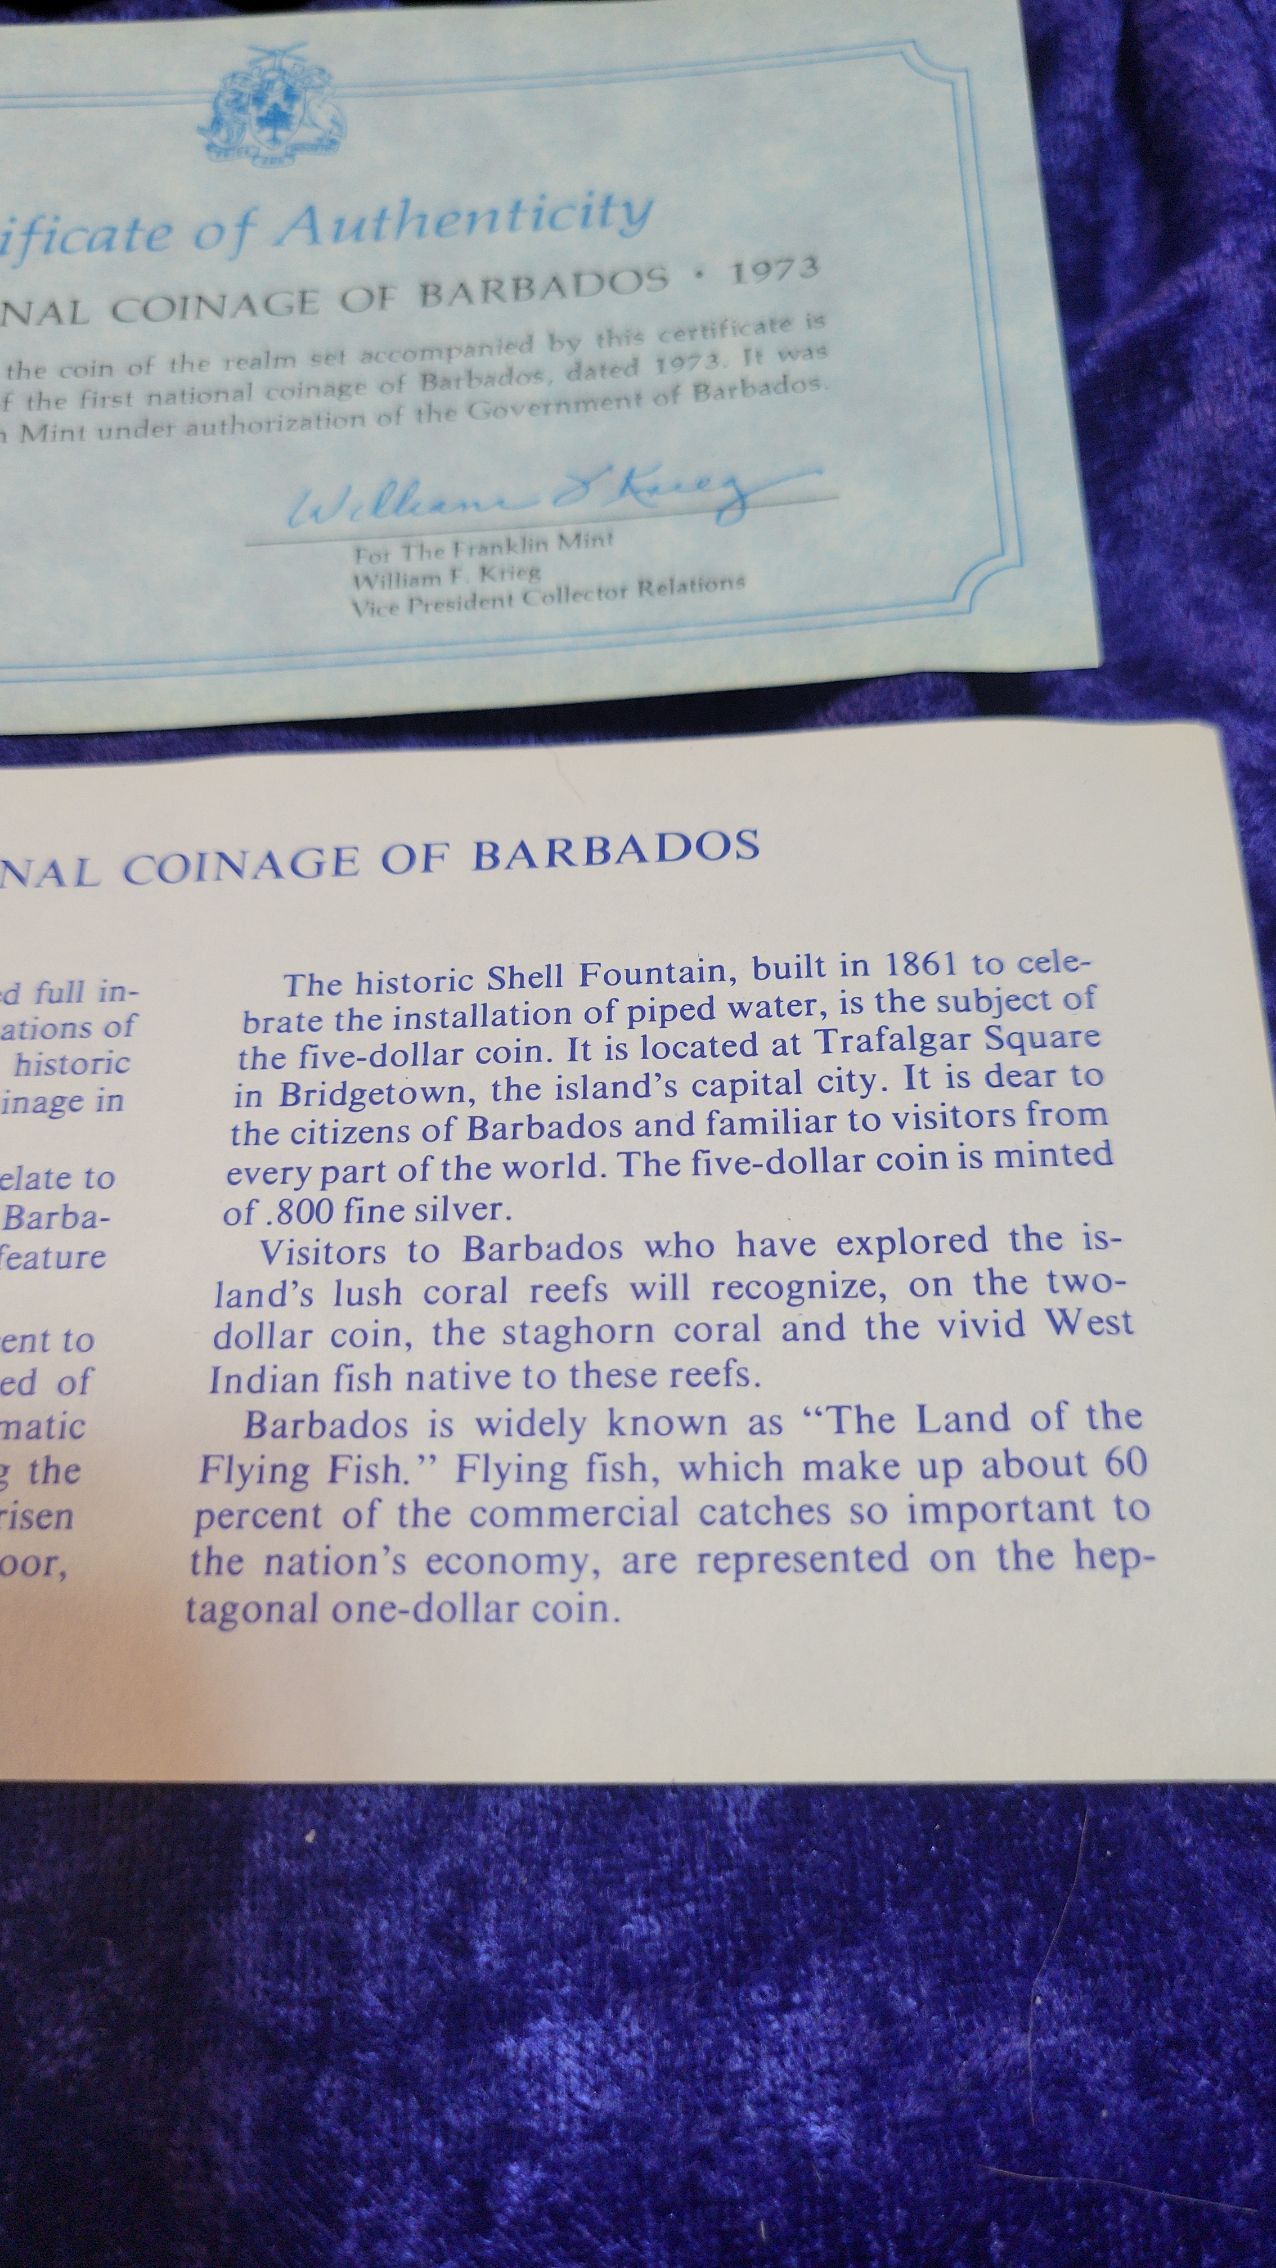 ificate of Authenticity
NAL COINAGE OF BARBADOS • 1973
the coin of the realm set accompanied by this certificate is
f the first national coinage of Barbados, dated 1973. It was
n Mint under authorization of the Government of Barbados.
William F Krieg
For The Franklin Mint
William F. Krieg
Vice President Collector Relations
NAL COINAGE OF BARBADOS
d full in-
ations of
historic
inage in
elate to
Barba-
feature
ent to
ed of
matic
g the
risen
oor,
The historic Shell Fountain, built in 1861 to cele-
brate the installation of piped water, is the subject of
the five-dollar coin. It is located at Trafalgar Square
in Bridgetown, the island's capital city. It is dear to
the citizens of Barbados and familiar to visitors from
every part of the world. The five-dollar coin is minted
of .800 fine silver.
Visitors to Barbados who have explored the is-
land's lush coral reefs will recognize, on the two-
dollar coin, the staghorn coral and the vivid West
Indian fish native to these reefs.
Barbados is widely known as “The Land of the
Flying Fish.” Flying fish, which make up about 60
percent of the commercial catches so important to
the nation's economy, are represented on the hep-
tagonal one-dollar coin.